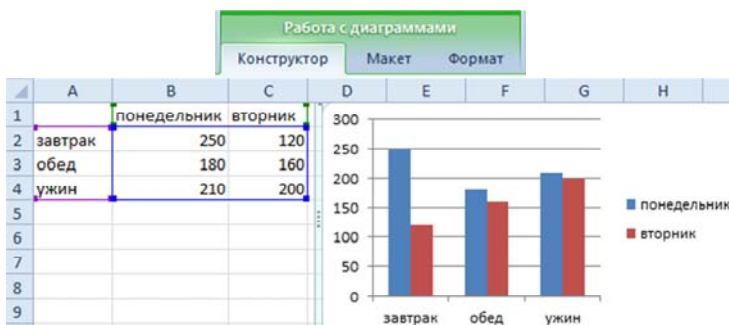 Работа с диаграммами
Конструктор Макет Формат
A B C D E F G H
1 понедельник вторник
2 завтрак 250 120
3 обед 180 160
4 ужин 210 200
5
6
7
8
9
300
250
200
150
100
50
0
завтрак обед ужин
понедельник
вторник